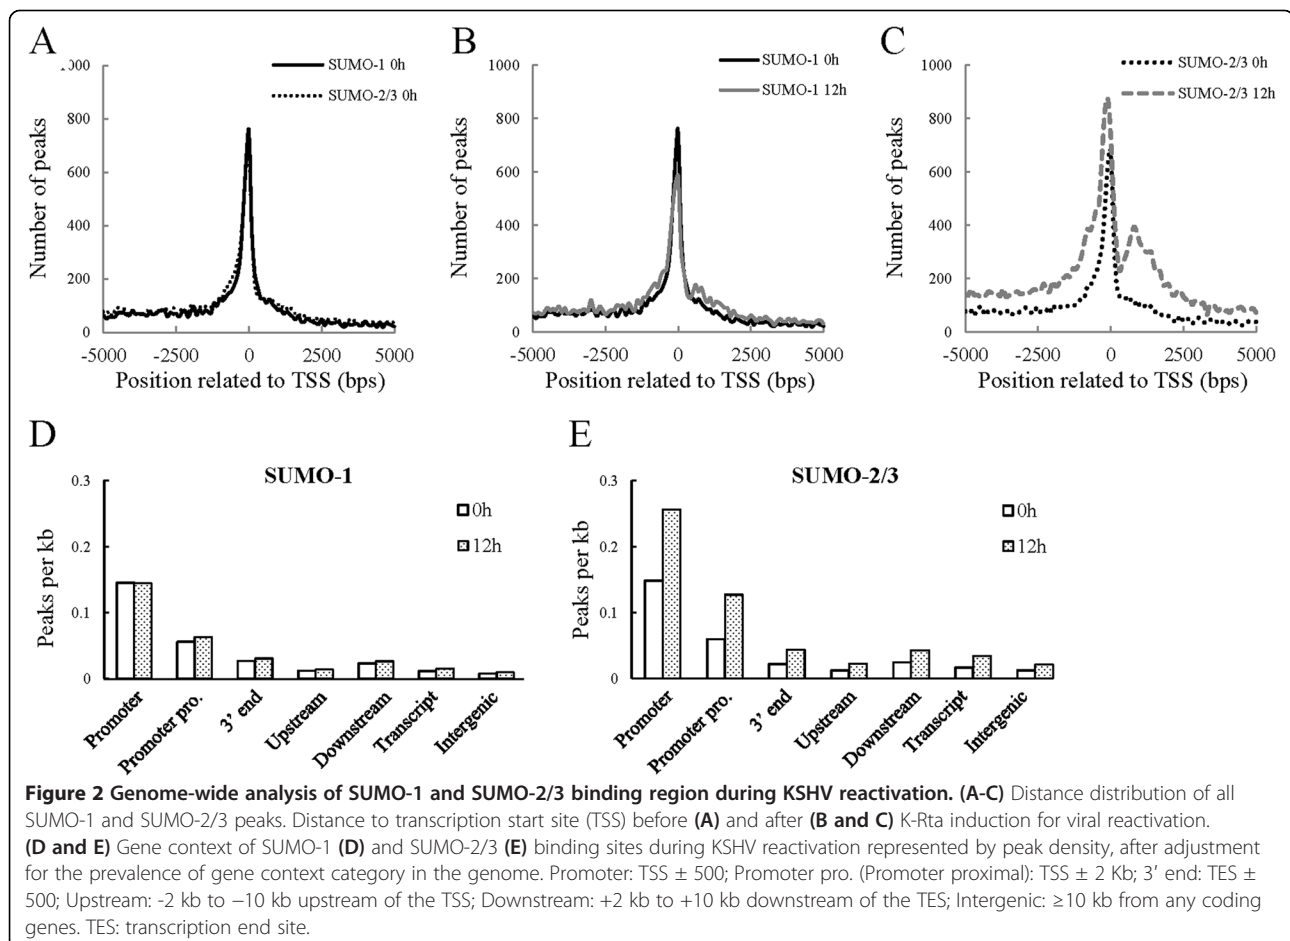 A
B
C
Number of peaks
1000
800
600
400
200
0
-5000 -2500 0 2500 5000
Position related to TSS (bps)
SUMO-1 0h
SUMO-2/3 0h
Number of peaks
1000
800
600
400
200
0
-5000 -2500 0 2500 5000
Position related to TSS (bps)
SUMO-1 0h
SUMO-1 12h
Number of peaks
1000
800
600
400
200
0
-5000 -2500 0 2500 5000
Position related to TSS (bps)
SUMO-2/3 0h
SUMO-2/3 12h
D
SUMO-1
Peaks per kb
0.3
0.2
0.1
0
0h
12h
Promoter
Promoter pro.
3' end
Upstream
Downstream
Transcript
Intergenic
E
SUMO-2/3
Peaks per kb
0.3
0.2
0.1
0
0h
12h
Promoter
Promoter pro.
3' end
Upstream
Downstream
Transcript
Intergenic
Figure 2 Genome-wide analysis of SUMO-1 and SUMO-2/3 binding region during KSHV reactivation. (A-C) Distance distribution of all
SUMO-1 and SUMO-2/3 peaks. Distance to transcription start site (TSS) before (A) and after (B and C) K-Rta induction for viral reactivation.
(D and E) Gene context of SUMO-1 (D) and SUMO-2/3 (E) binding sites during KSHV reactivation represented by peak density, after adjustment
for the prevalence of gene context category in the genome. Promoter: TSS ± 500; Promoter pro. (Promoter proximal): TSS ± 2 Kb; 3′ end: TES ±
500; Upstream: -2 kb to −10 kb upstream of the TSS; Downstream: +2 kb to +10 kb downstream of the TES; Intergenic: ≥10 kb from any coding
genes. TES: transcription end site.